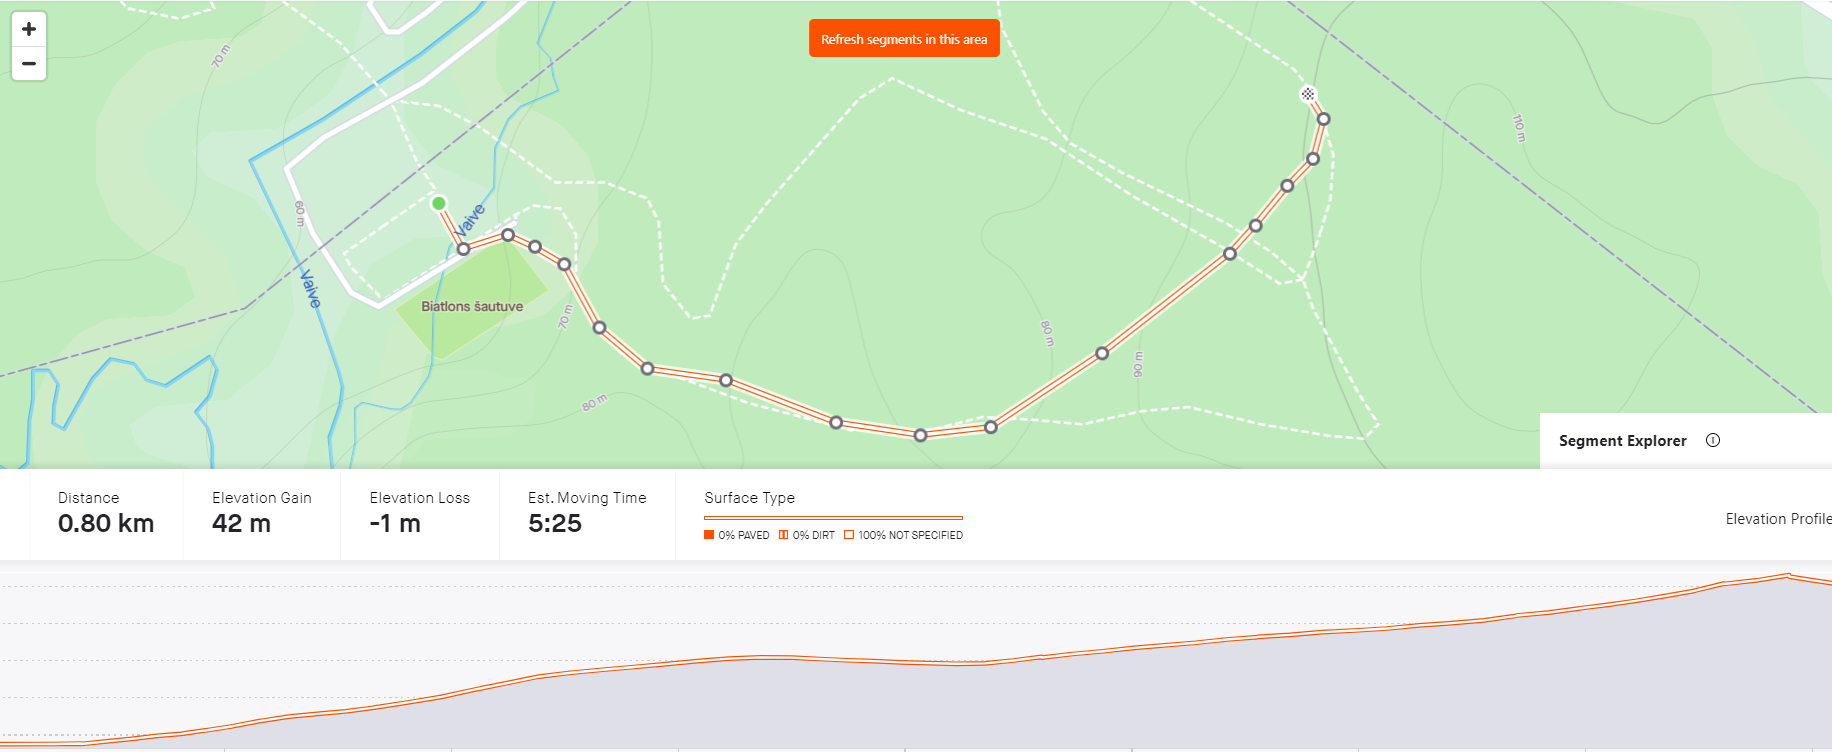 +
−
Refresh segments in this area
70 m
110 m
60 m
Vaive
Vaive
Biatlons šautuve
70 m
80 m
90 m
80 m
Segment Explorer
Distance
0.80 km
Elevation Gain
42 m
Elevation Loss
-1 m
Est. Moving Time
5:25
Surface Type
0% PAVED 0% DIRT 100% NOT SPECIFIED
Elevation Profile